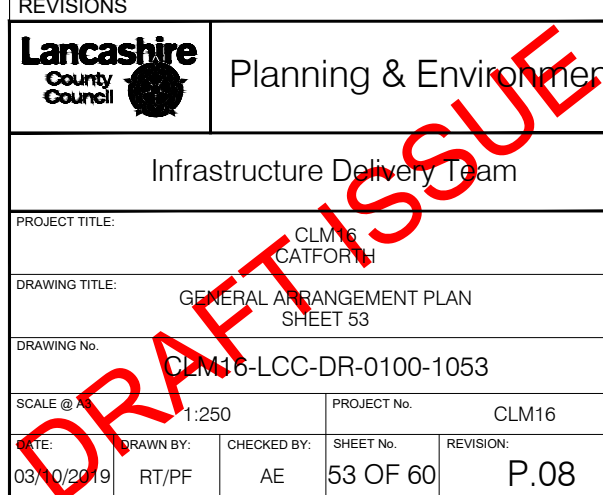 REVISIONS
Lancashire
County
Council
Planning & Environmen
Infrastructure Delivery Team
PROJECT TITLE:
CLM16
CATFORTH
DRAWING TITLE:
GENERAL ARRANGEMENT PLAN
SHEET 53
DRAWING No.
CLM16-LCC-DR-0100-1053
SCALE @ A3
1:250
PROJECT No.
CLM16
DATE:
03/10/2019
DRAWN BY:
RT/PF
CHECKED BY:
AE
SHEET No.
53 OF 60
REVISION:
P.08
DRAFT ISSUE